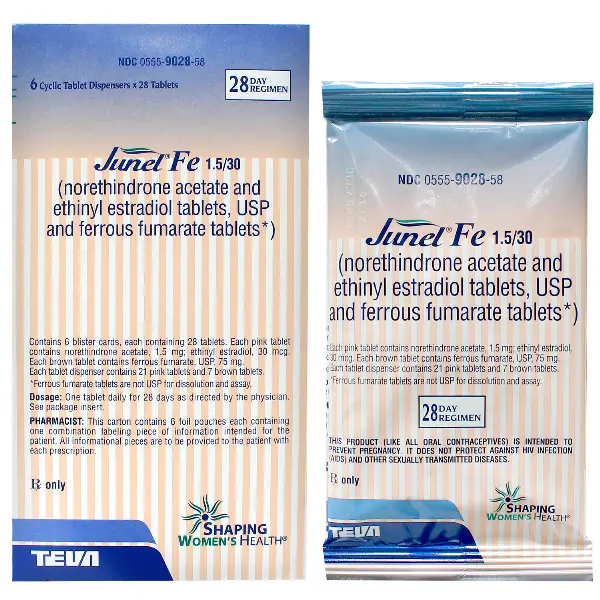 NDC 0555-9028-58
6 Cyclic Tablet Dispensers x 28 Tablets
28 DAY
REGIMEN
Junel® Fe 1.5/30
(norethindrone acetate and
ethinyl estradiol tablets, USP
and ferrous fumarate tablets*)
Contains 6 blister cards, each containing 28 tablets. Each pink tablet
contains norethindrone acetate, 1.5 mg; ethinyl estradiol, 30 mcg.
Each brown tablet contains ferrous fumarate, USP, 75 mg.
Each tablet dispenser contains 21 pink tablets and 7 brown tablets.
*Ferrous fumarate tablets are not USP for dissolution and assay.
Dosage: One tablet daily for 28 days as directed by the physician.
See package insert.
PHARMACIST: This carton contains 6 foil pouches each containing
one combination labeling piece of information intended for the
patient. All informational pieces are to be provided to the patient with
each prescription.
Rx only
SHAPING
WOMEN'S HEALTH®
TEVA
NDC 0555-9028-58
Junel® Fe 1.5/30
(norethindrone acetate and
ethinyl estradiol tablets, USP
and ferrous fumarate tablets*)
Each pink tablet contains norethindrone acetate, 1.5 mg; ethinyl estradiol,
30 mcg. Each brown tablet contains ferrous fumarate, USP, 75 mg.
Each tablet dispenser contains 21 pink tablets and 7 brown tablets.
*Ferrous fumarate tablets are not USP for dissolution and assay.
28 DAY
REGIMEN
THIS PRODUCT (LIKE ALL ORAL CONTRACEPTIVES) IS INTENDED TO
PREVENT PREGNANCY. IT DOES NOT PROTECT AGAINST HIV INFECTION
(AIDS) AND OTHER SEXUALLY TRANSMITTED DISEASES.
Rx only
SHAPING
WOMEN'S HEALTH®
TEVA